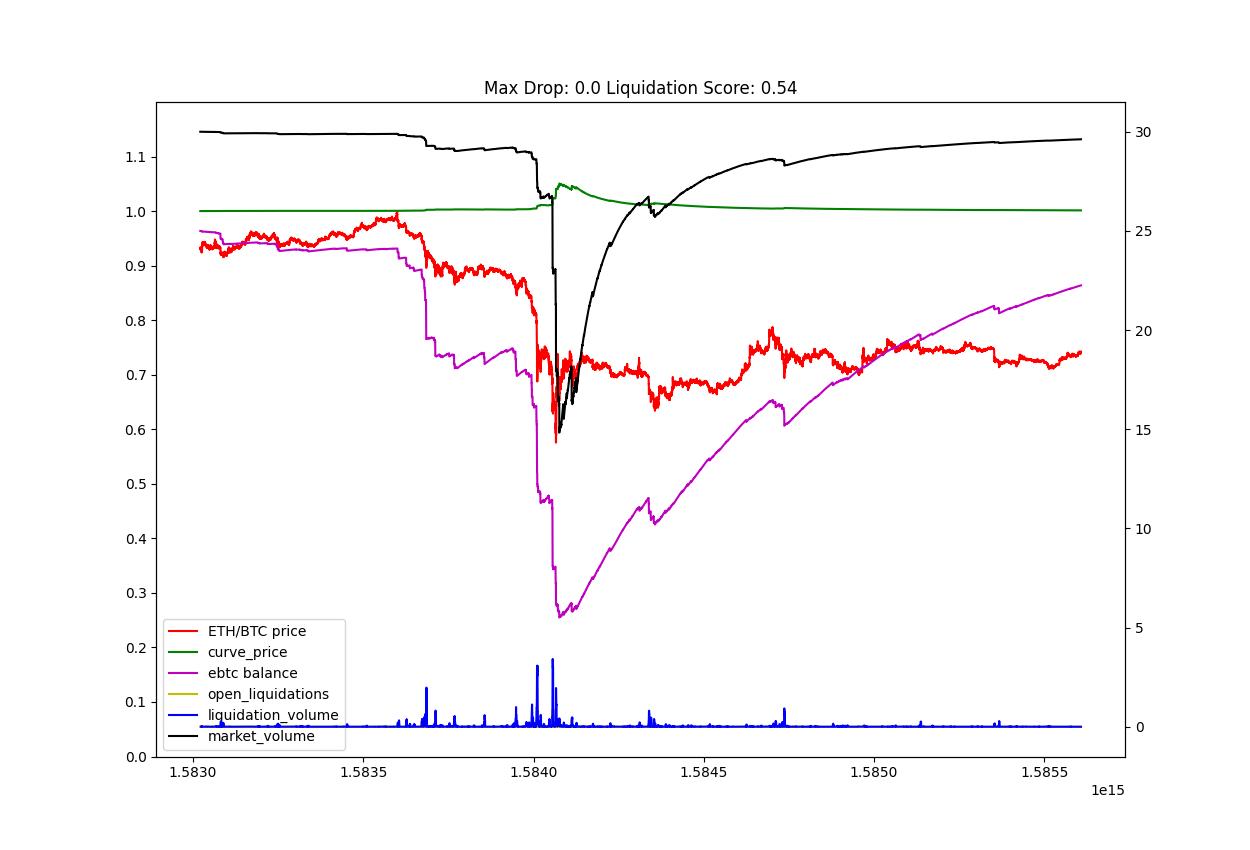 Max Drop: 0.0 Liquidation Score: 0.54
1.1
1.0
0.9
0.8
0.7
0.6
0.5
0.4
0.3
0.2
0.1
0.0
30
25
20
15
10
5
0
ETH/BTC price
curve_price
ebtc balance
open_liquidations
liquidation_volume
market_volume
1.5830 1.5835 1.5840 1.5845 1.5850 1.5855
1e15